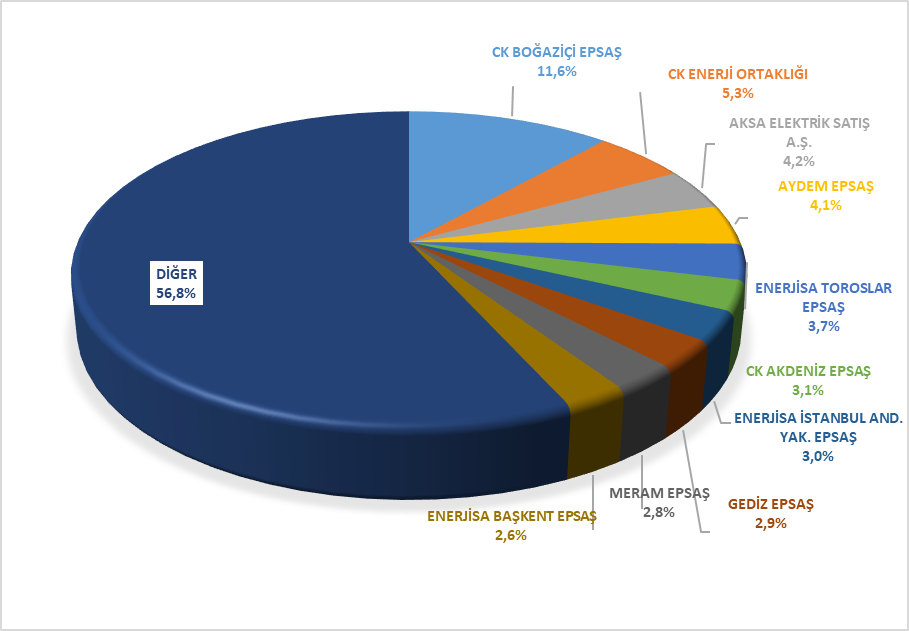 CK BOĞAZİÇİ EPSAŞ
11,6%
CK ENERJİ ORTAKLIĞI
5,3%
AKSA ELEKTRİK SATIŞ
A.Ş.
4,2%
AYDEM EPSAŞ
4,1%
ENERJİSA TOROSLAR
EPSAŞ
3,7%
CK AKDENİZ EPSAŞ
3,1%
ENERJİSA İSTANBUL AND.
YAK. EPSAŞ
3,0%
GEDİZ EPSAŞ
2,9%
MERAM EPSAŞ
2,8%
ENERJİSA BAŞKENT EPSAŞ
2,6%
DİĞER
56,8%